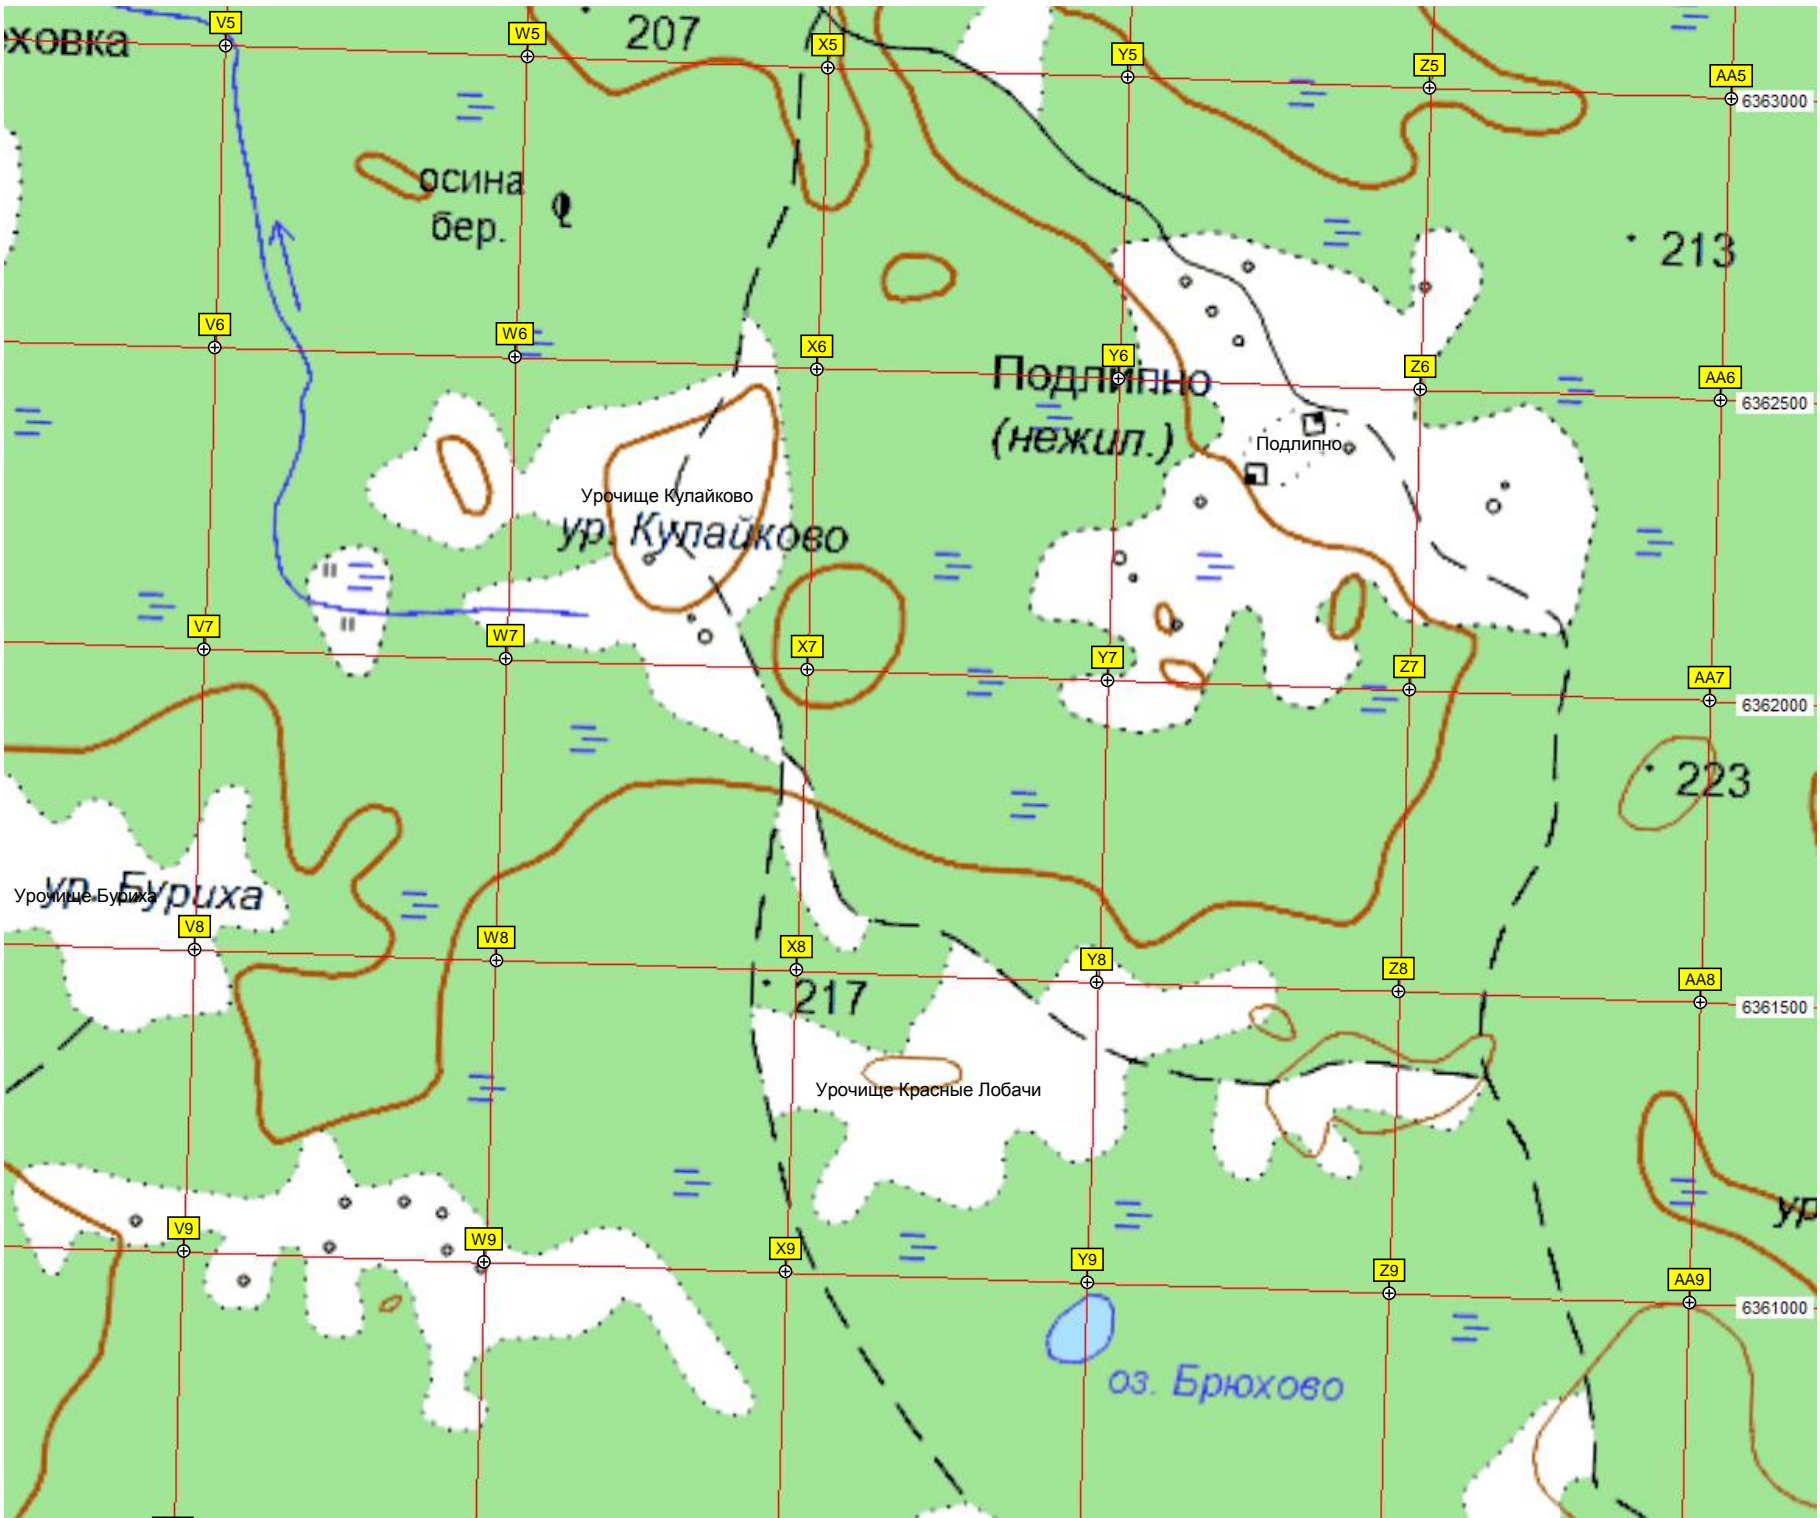 V5
W5
207
X5
Y5
Z5
AA5
6363000
ховка
осина
бер.
213
V6
W6
X6
Y6
Z6
AA6
6362500
Подлипно
(нежил.)
Подлипно
Урочище Кулайково
ур. Кулайково
V7
W7
X7
Y7
Z7
AA7
6362000
223
ур. Буриха
Урочище Буриха
V8
W8
X8
Y8
Z8
AA8
6361500
217
Урочище Красные Лобачи
ур
V9
W9
X9
Y9
Z9
AA9
6361000
оз. Брюхово